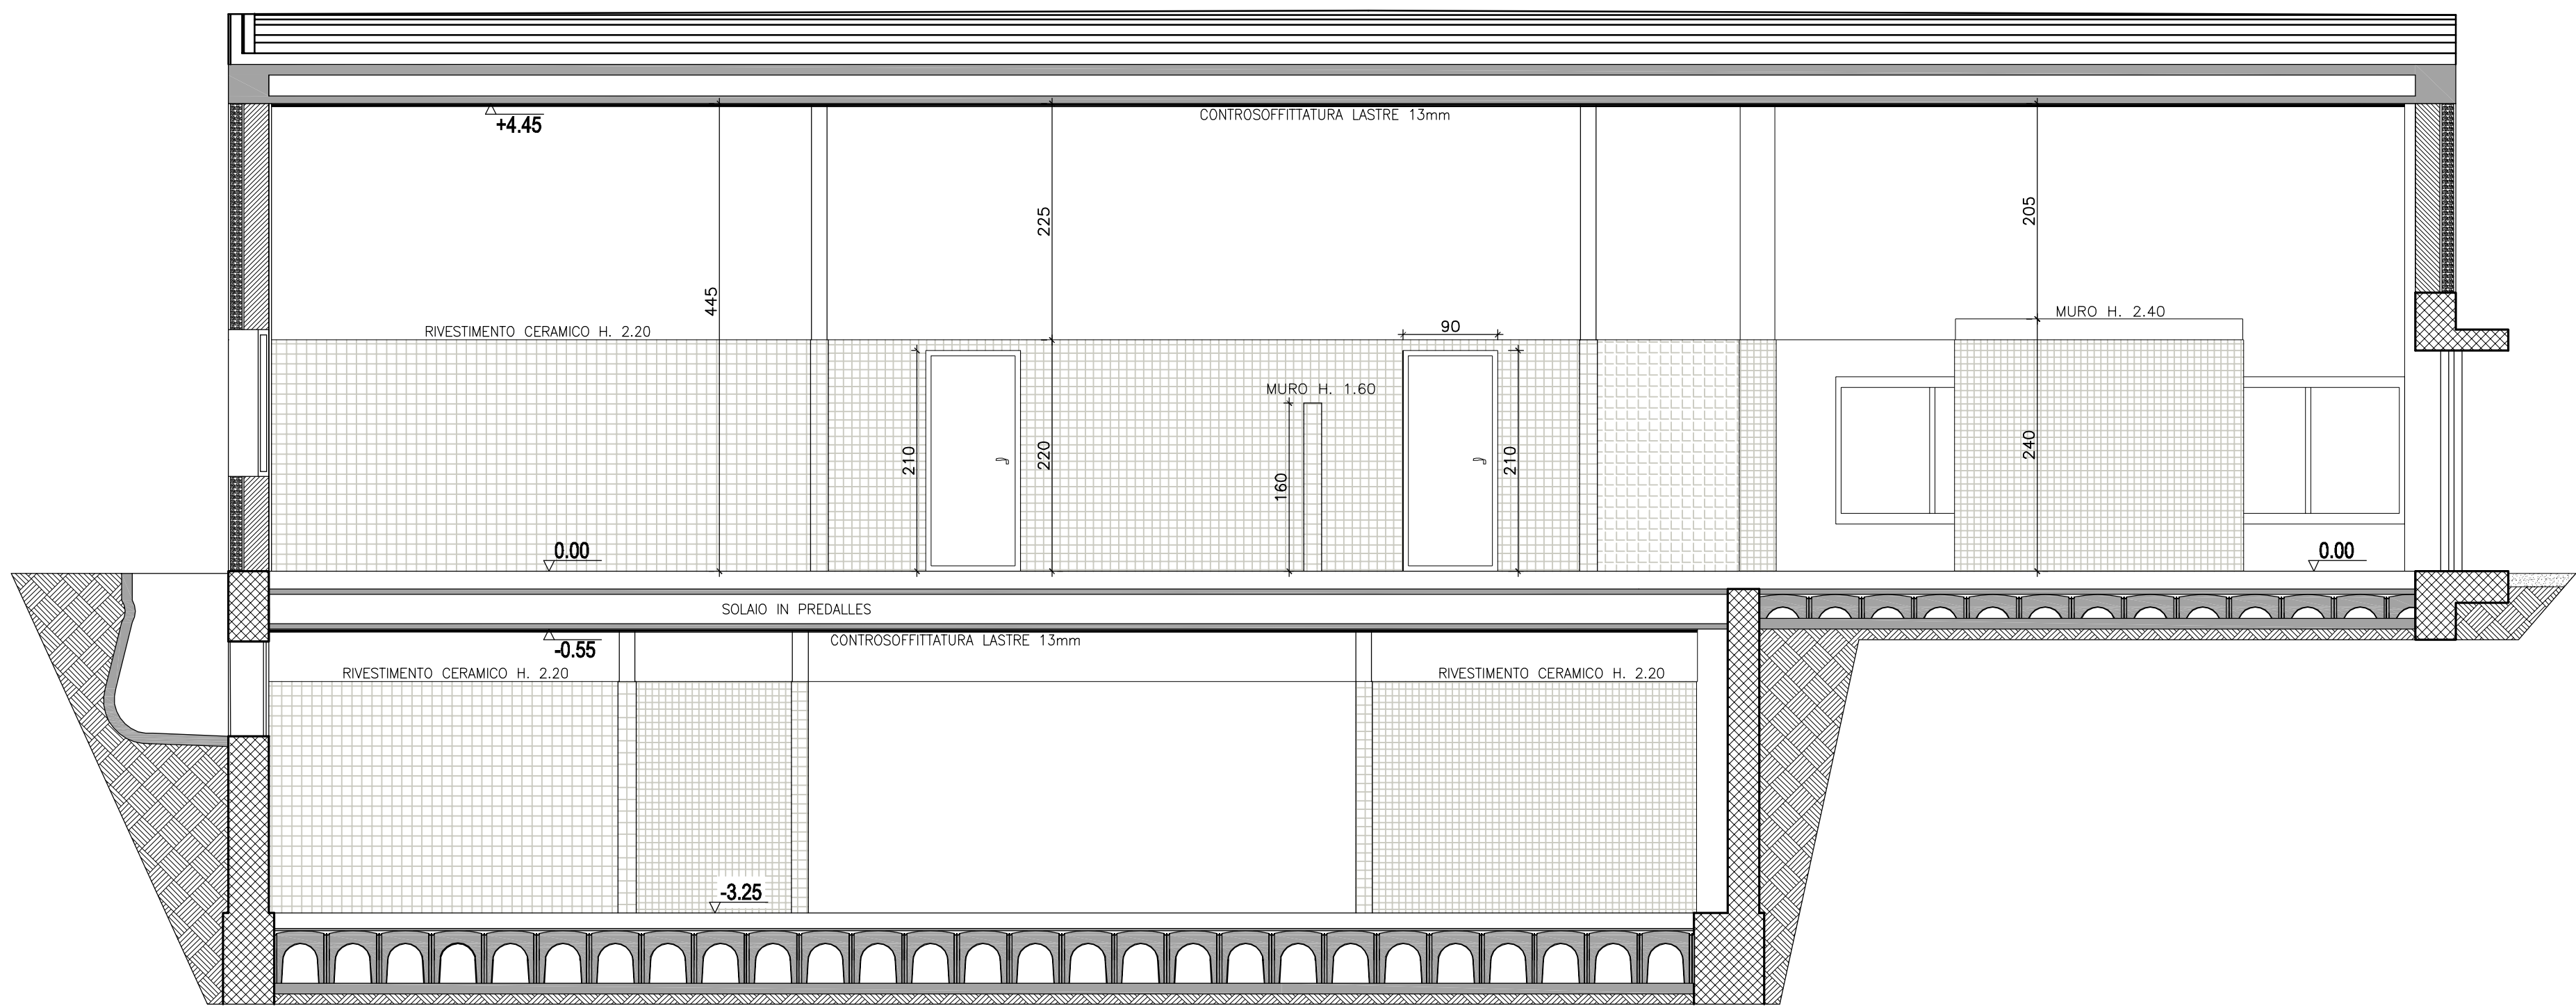 +4.45
CONTROSOFFITTATURA LASTRE 13mm
225
205
445
RIVESTIMENTO CERAMICO H. 2.20
90
MURO H. 2.40
MURO H. 1.60
210
220
160
210
240
0.00
0.00
SOLAIO IN PREDALLES
-0.55
CONTROSOFFITTATURA LASTRE 13mm
RIVESTIMENTO CERAMICO H. 2.20
RIVESTIMENTO CERAMICO H. 2.20
-3.25